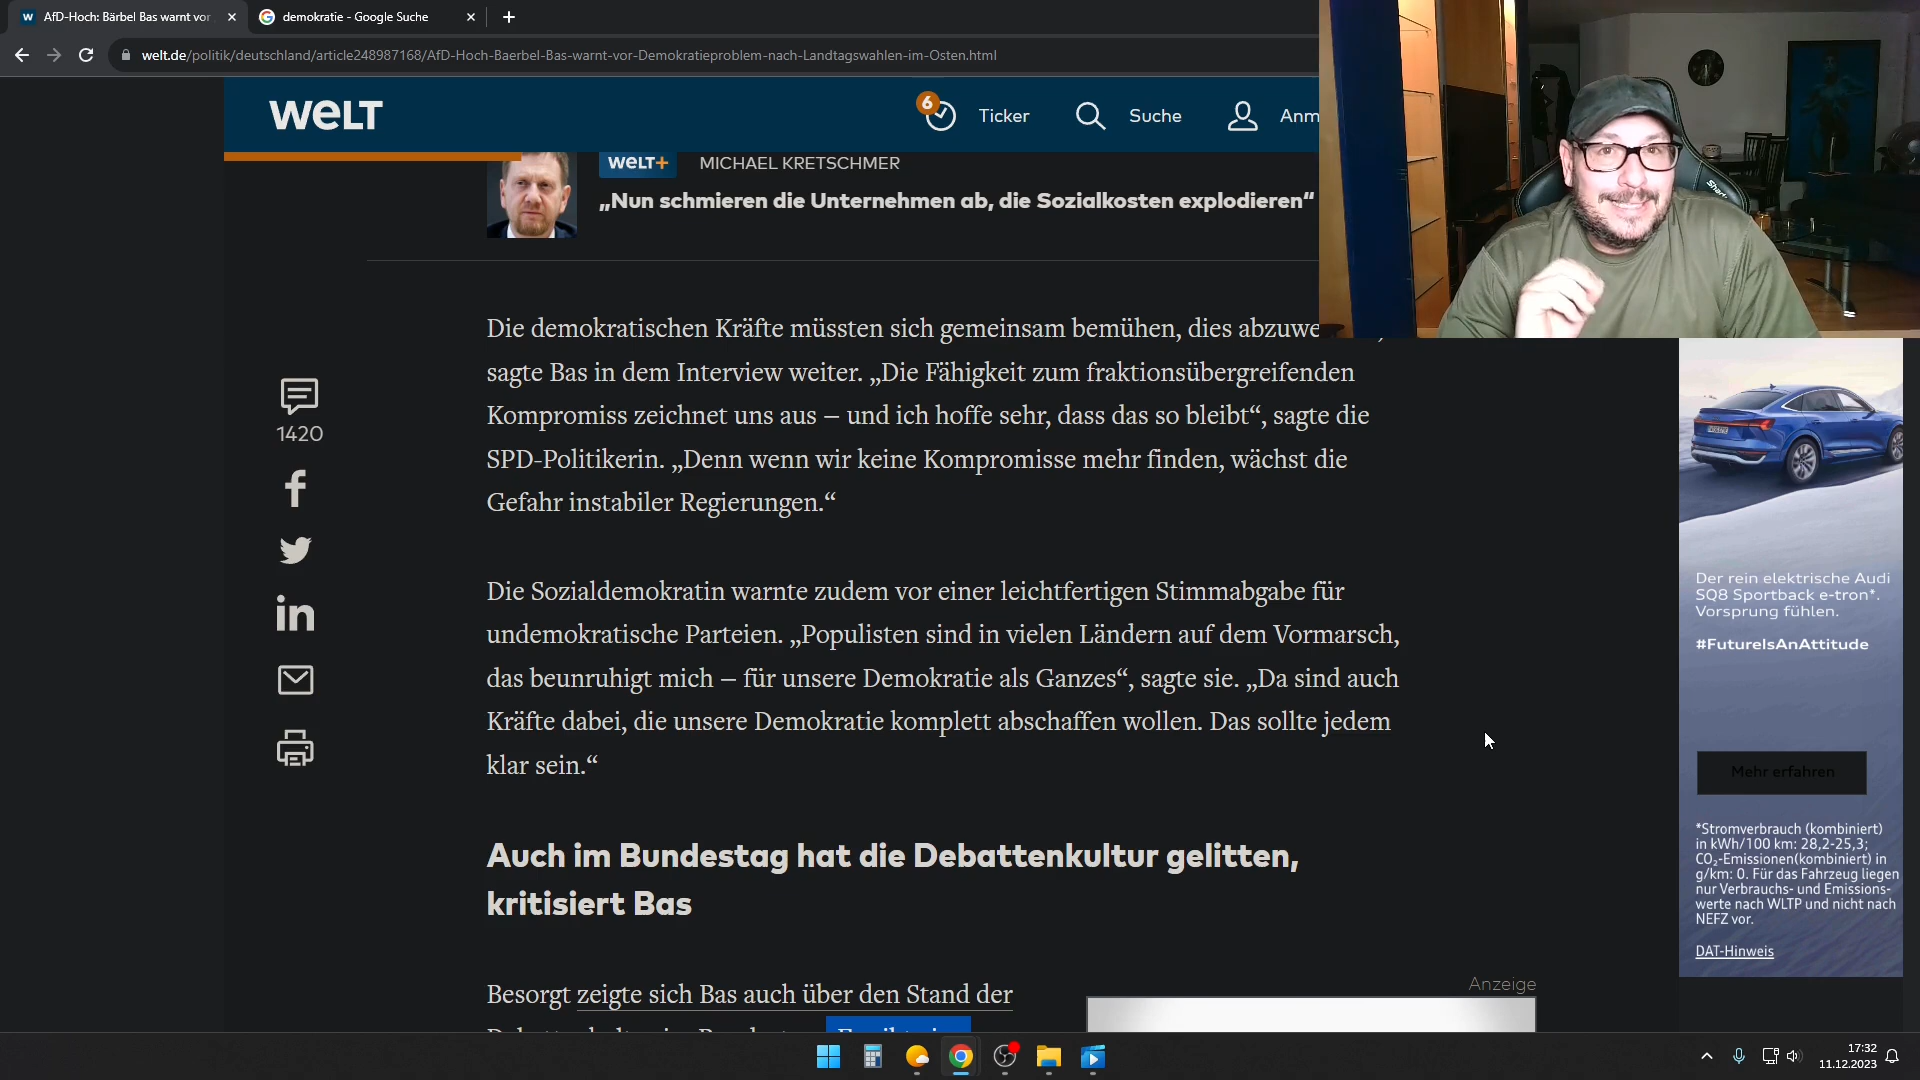 AfD-Hoch: Bärbel Bas warnt vor
demokratie - Google Suche
welt.de/politik/deutschland/article248987168/AfD-Hoch-Baerbel-Bas-warnt-vor-Demokratieproblem-nach-Landtagswahlen-im-Osten.html
WELT
6
Ticker
Suche
Anm
WELT+ MICHAEL KRETSCHMER
„Nun schmieren die Unternehmen ab, die Sozialkosten explodieren“
Die demokratischen Kräfte müssten sich gemeinsam bemühen, dies
sagte Bas in dem Interview weiter. „Die Fähigkeit zum fraktionsübergreifenden
Kompromiss zeichnet uns aus – und ich hoffe sehr, dass das so bleibt“, sagte die
SPD-Politikerin. „Denn wenn wir keine Kompromisse mehr finden, wächst die
Gefahr instabiler Regierungen.“
1420
Die Sozialdemokratin warnte zudem vor einer leichtfertigen Stimmabgabe für
undemokratische Parteien. „Populisten sind in vielen Ländern auf dem Vormarsch,
das beunruhigt mich – für unsere Demokratie als Ganzes“, sagte sie. „Da sind auch
Kräfte dabei, die unsere Demokratie komplett abschaffen wollen. Das sollte jedem
klar sein.“
Auch im Bundestag hat die Debattenkultur gelitten,
kritisiert Bas
Besorgt zeigte sich Bas auch über den Stand der
Anzeige
Der rein elektrische Audi
SQ8 Sportback e-tron*.
Vorsprung fühlen.
#FutureIsAnAttitude
Mehr erfahren
*Stromverbrauch (kombiniert)
in kWh/100 km: 28,2-25,3;
CO₂-Emissionen(kombiniert) in
g/km: 0. Für das Fahrzeug liegen
nur Verbrauchs- und Emissions-
werte nach WLTP und nicht nach
NEFZ vor.
DAT-Hinweis
17:32
11.12.2023